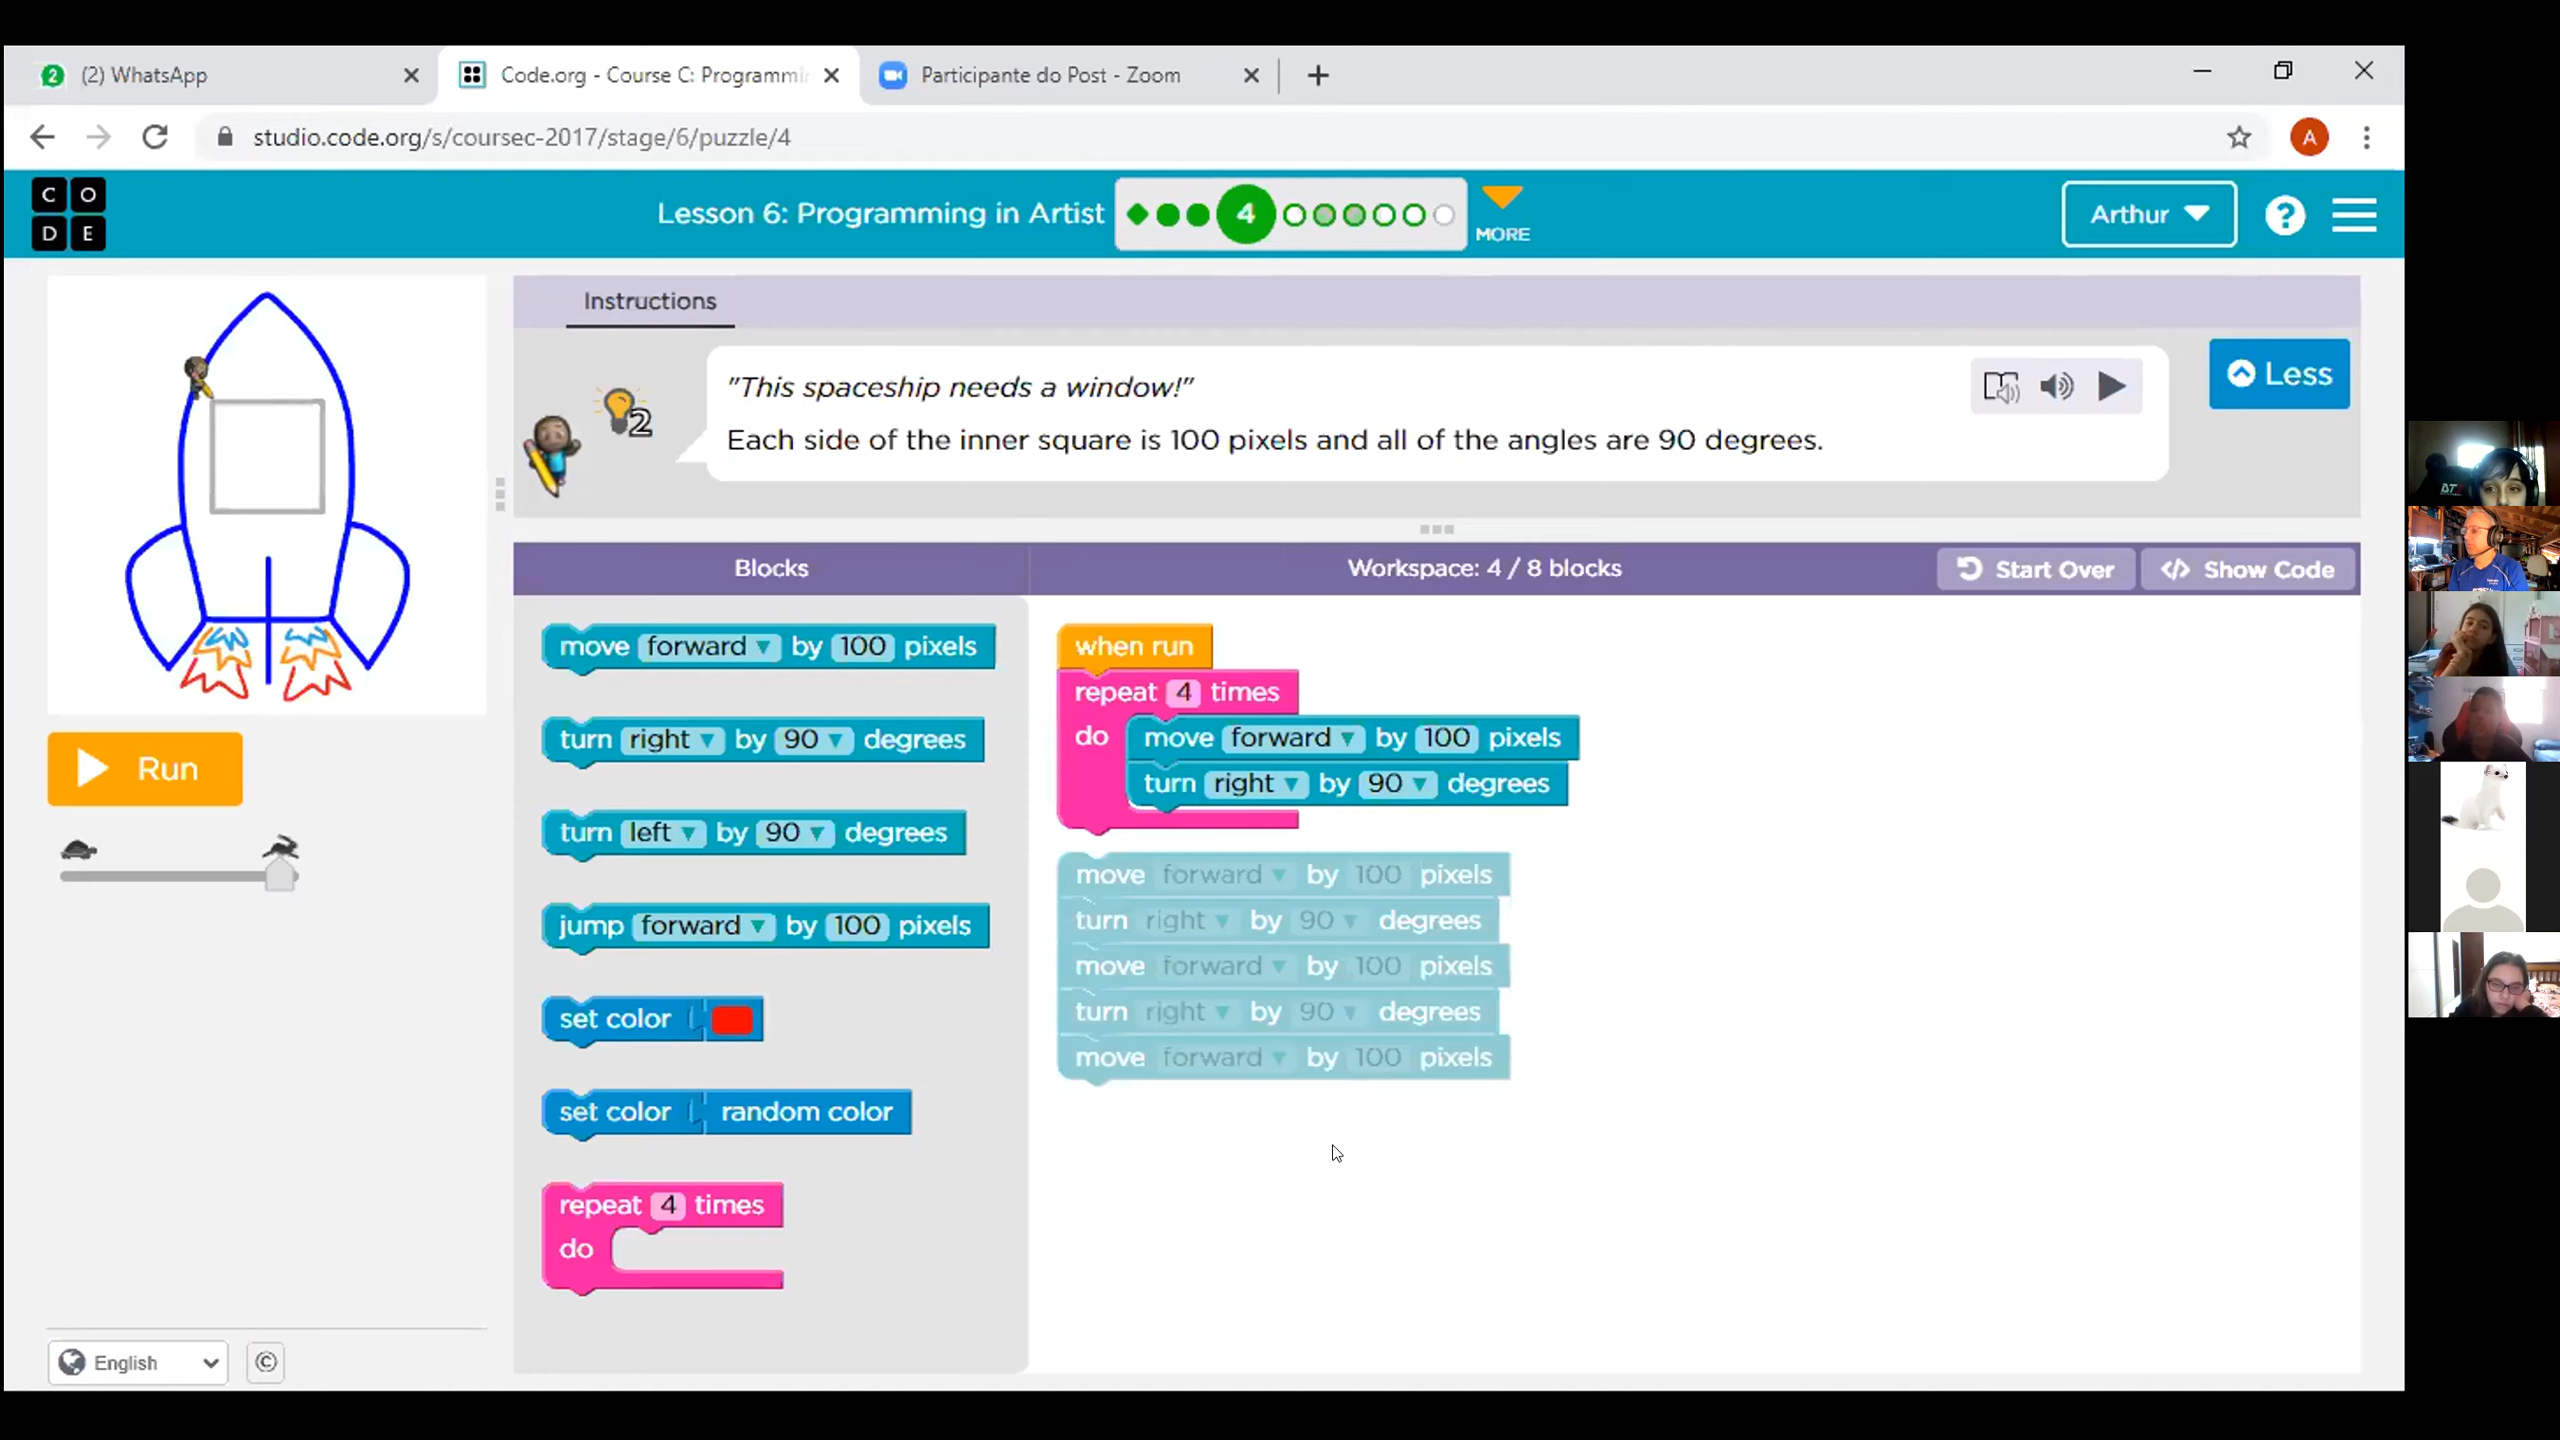 2 (2) WhatsApp
Code.org - Course C: Programmi
Participante do Post - Zoom
studio.code.org/s/coursec-2017/stage/6/puzzle/4
A
C O
D E
Lesson 6: Programming in Artist
4
MORE
Arthur
?
Instructions
2
"This spaceship needs a window!"
Each side of the inner square is 100 pixels and all of the angles are 90 degrees.
Less
Blocks
Workspace: 4 / 8 blocks
Start Over
Show Code
Run
move forward by 100 pixels
turn right by 90 degrees
turn left by 90 degrees
jump forward by 100 pixels
set color
set color random color
repeat 4 times
do
when run
repeat 4 times
do move forward by 100 pixels
turn right by 90 degrees
move forward by 100 pixels
turn right by 90 degrees
move forward by 100 pixels
turn right by 90 degrees
move forward by 100 pixels
English
©